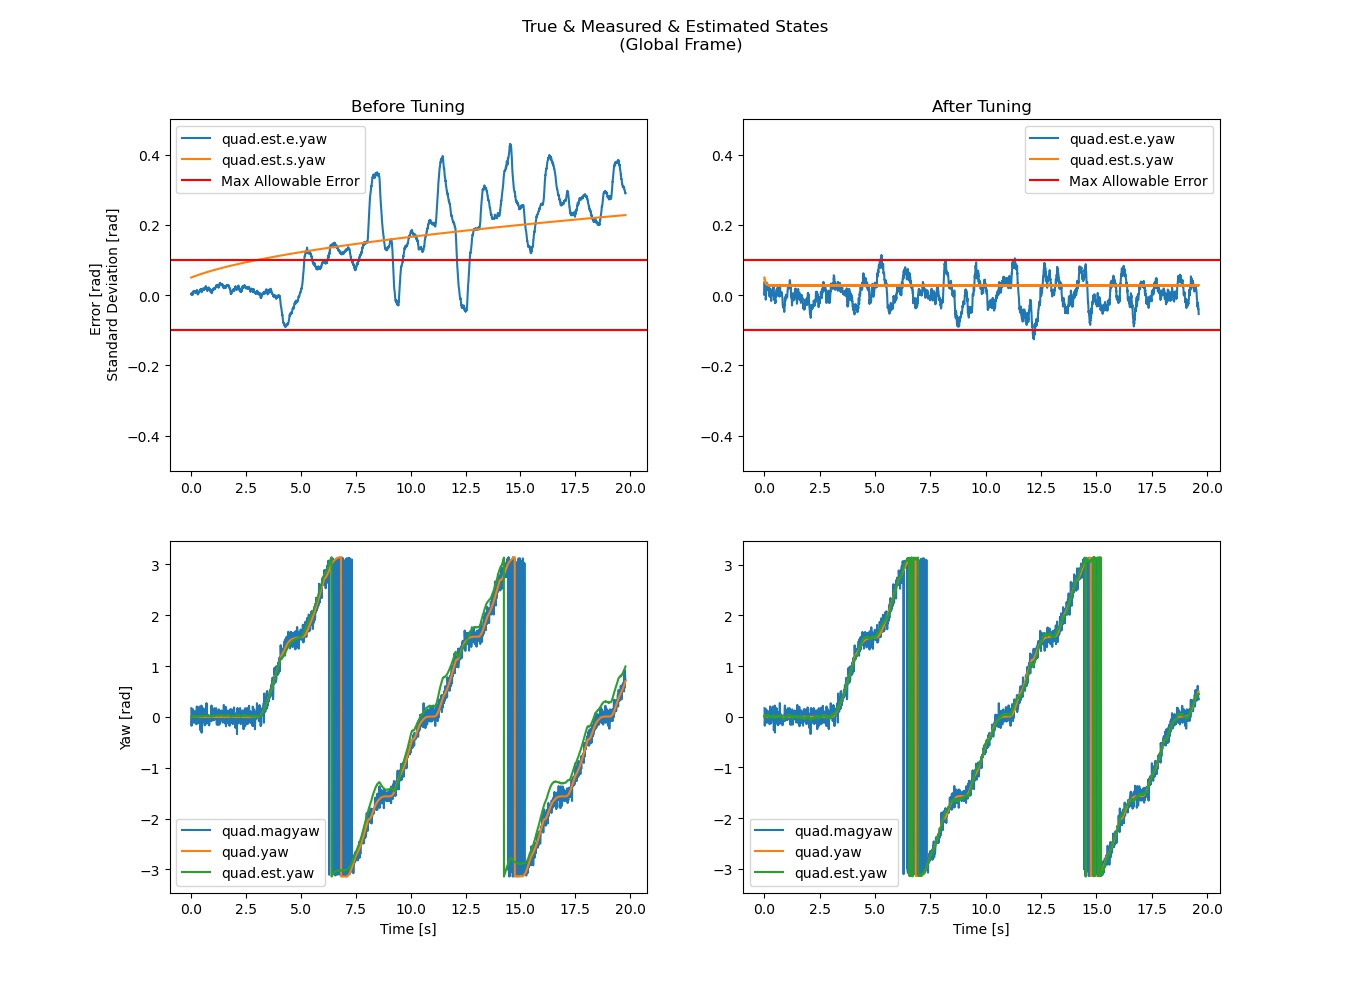 True & Measured & Estimated States
(Global Frame)
Before Tuning
quad.est.e.yaw
quad.est.s.yaw
Max Allowable Error
Error [rad]
Standard Deviation [rad]
0.4
0.2
0.0
−0.2
−0.4
0.0 2.5 5.0 7.5 10.0 12.5 15.0 17.5 20.0
After Tuning
quad.est.e.yaw
quad.est.s.yaw
Max Allowable Error
0.4
0.2
0.0
−0.2
−0.4
0.0 2.5 5.0 7.5 10.0 12.5 15.0 17.5 20.0
Yaw [rad]
3
2
1
0
−1
−2
−3
quad.magyaw
quad.yaw
quad.est.yaw
0.0 2.5 5.0 7.5 10.0 12.5 15.0 17.5 20.0
Time [s]
3
2
1
0
−1
−2
−3
quad.magyaw
quad.yaw
quad.est.yaw
0.0 2.5 5.0 7.5 10.0 12.5 15.0 17.5 20.0
Time [s]